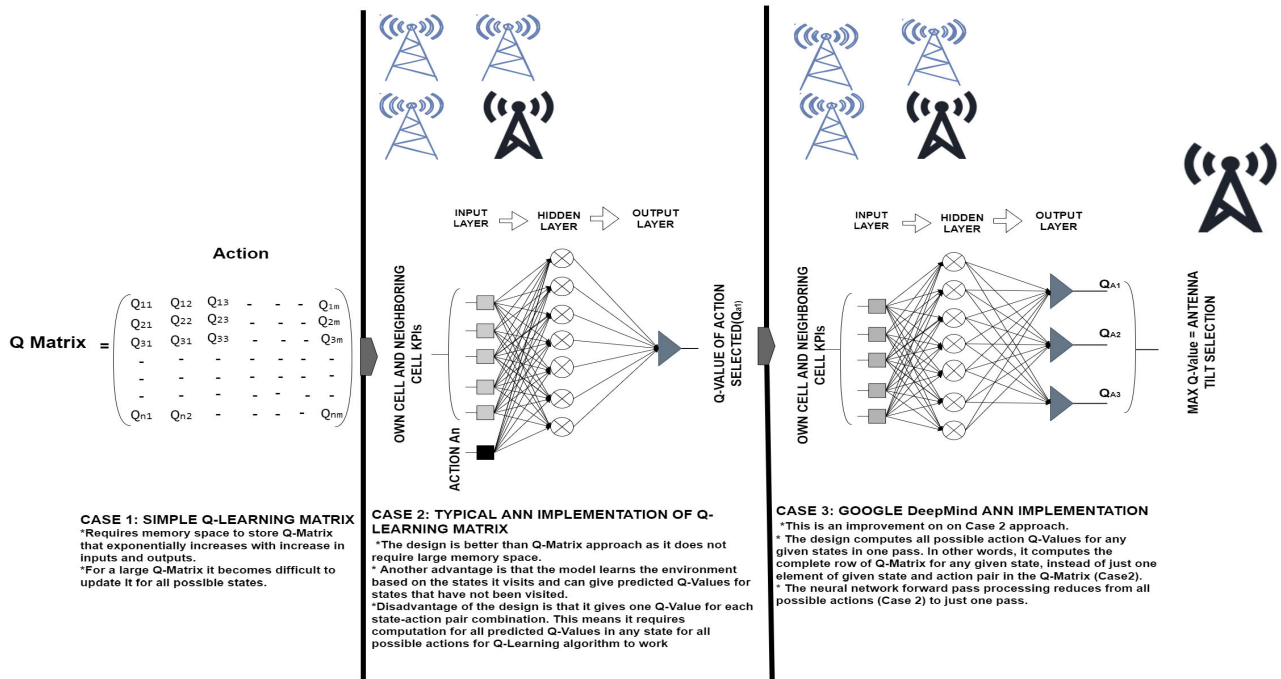 Action
Q Matrix =
Q11 Q12 Q13 - - - Q1m
Q21 Q22 Q23 - - - Q2m
Q31 Q31 Q33 - - - Q3m
- - - - - - -
- - - - - - -
Qn1 Qn2 - - - - Qnm
CASE 1: SIMPLE Q-LEARNING MATRIX
*Requires memory space to store Q-Matrix
that exponentially increases with increase in
inputs and outputs.
*For a large Q-Matrix it becomes difficult to
update it for all possible states.
INPUT
LAYER
HIDDEN
LAYER
OUTPUT
LAYER
OWN CELL AND NEIGHBORING
CELL KPIs
ACTION An
Q-VALUE OF ACTION
SELECTED(Qa1)
CASE 2: TYPICAL ANN IMPLEMENTATION OF Q-
LEARNING MATRIX
*The design is better than Q-Matrix approach as it does not
require large memory space.
* Another advantage is that the model learns the environment
based on the states it visits and can give predicted Q-Values for
states that have not been visited.
*Disadvantage of the design is that it gives one Q-Value for each
state-action pair combination. This means it requires
computation for all predicted Q-Values in any state for all
possible actions for Q-Learning algorithm to work
INPUT
LAYER
HIDDEN
LAYER
OUTPUT
LAYER
OWN CELL AND NEIGHBORING
CELL KPIs
QA1
QA2
QA3
MAX Q-Value = ANTENNA
TILT SELECTION
CASE 3: GOOGLE DeepMind ANN IMPLEMENTATION
*This is an improvement on on Case 2 approach.
* The design computes all possible action Q-Values for any
given states in one pass. In other words, it computes the
complete row of Q-Matrix for any given state, instead of just one
element of given state and action pair in the Q-Matrix (Case2).
* The neural network forward pass processing reduces from all
possible actions (Case 2) to just one pass.